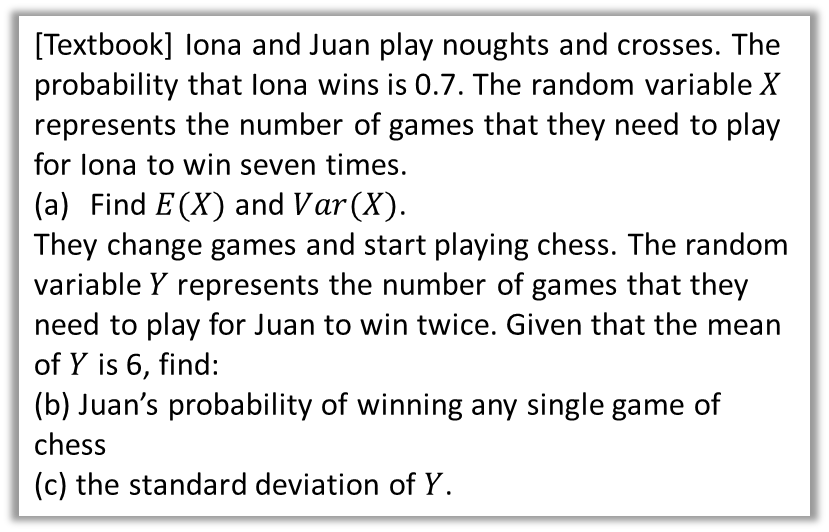 [Textbook] Iona and Juan play noughts and crosses. The
probability that Iona wins is 0.7. The random variable X
represents the number of games that they need to play
for Iona to win seven times.
(a) Find E(X) and Var(X).
They change games and start playing chess. The random
variable Y represents the number of games that they
need to play for Juan to win twice. Given that the mean
of Y is 6, find:
(b) Juan’s probability of winning any single game of
chess
(c) the standard deviation of Y.